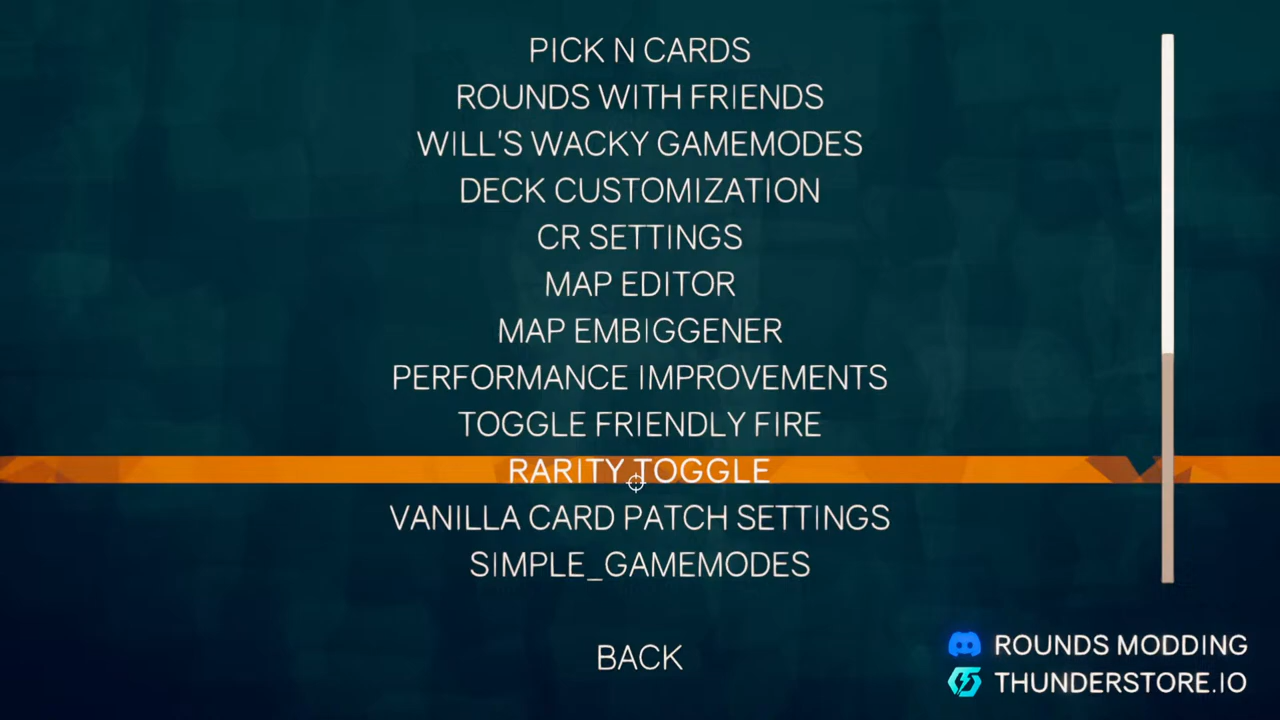 PICK N CARDS
ROUNDS WITH FRIENDS
WILL'S WACKY GAMEMODES
DECK CUSTOMIZATION
CR SETTINGS
MAP EDITOR
MAP EMBIGGENER
PERFORMANCE IMPROVEMENTS
TOGGLE FRIENDLY FIRE
RARITY TOGGLE
VANILLA CARD PATCH SETTINGS
SIMPLE_GAMEMODES
BACK
ROUNDS MODDING
THUNDERSTORE.IO